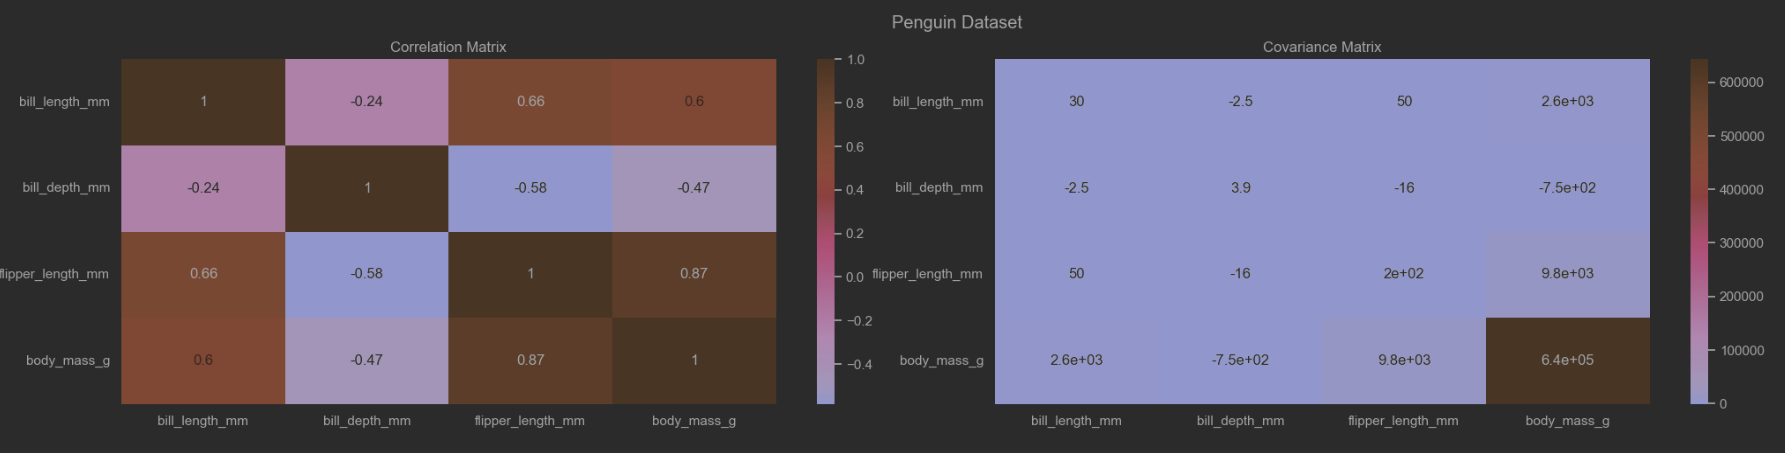 Penguin Dataset
Correlation Matrix
bill_length_mm 1 -0.24 0.66 0.6
bill_depth_mm -0.24 1 -0.58 -0.47
flipper_length_mm 0.66 -0.58 1 0.87
body_mass_g 0.6 -0.47 0.87 1
bill_length_mm bill_depth_mm flipper_length_mm body_mass_g
1.0
0.8
0.6
0.4
0.2
0.0
−0.2
−0.4
Covariance Matrix
bill_length_mm 30 -2.5 50 2.6e+03
bill_depth_mm -2.5 3.9 -16 -7.5e+02
flipper_length_mm 50 -16 2e+02 9.8e+03
body_mass_g 2.6e+03 -7.5e+02 9.8e+03 6.4e+05
bill_length_mm bill_depth_mm flipper_length_mm body_mass_g
600000
500000
400000
300000
200000
100000
0